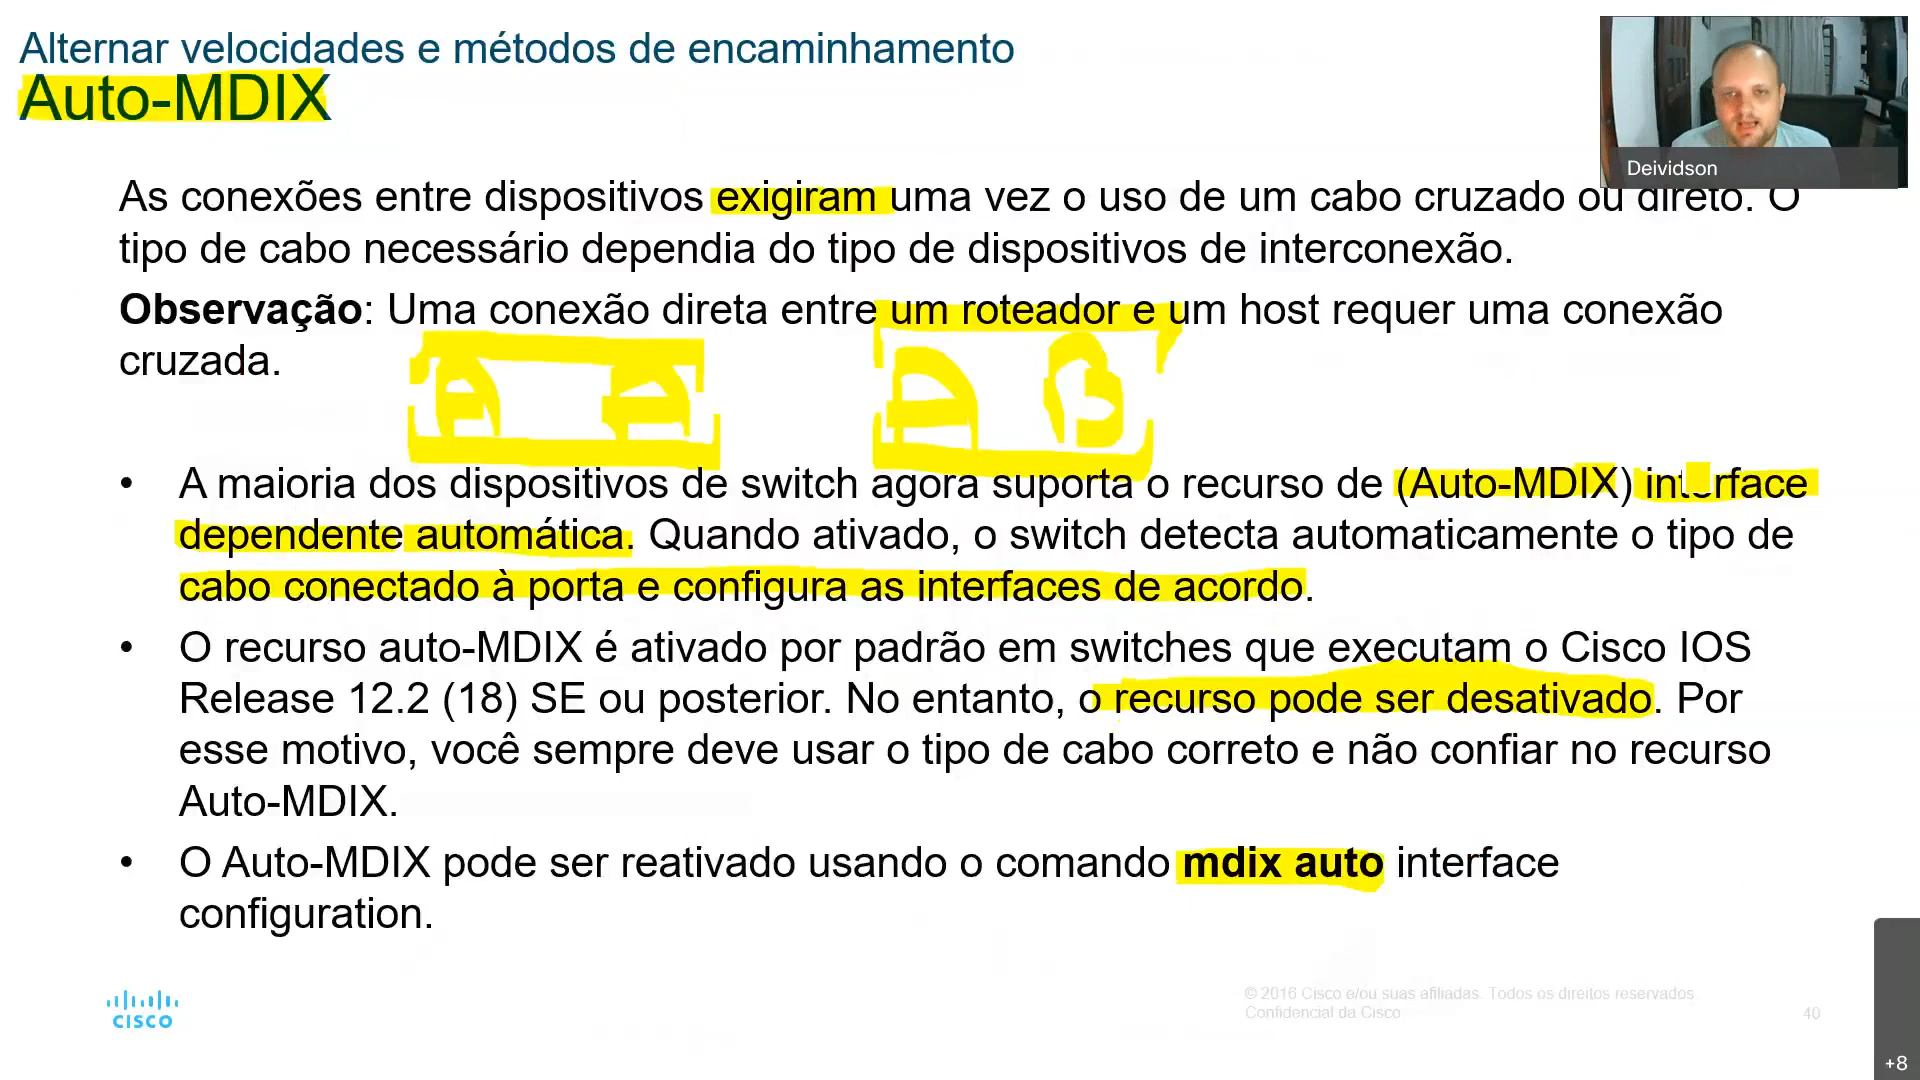 Alternar velocidades e métodos de encaminhamento
Auto-MDIX
Deividson
As conexões entre dispositivos exigiram uma vez o uso de um cabo cruzado ou direto. O
tipo de cabo necessário dependia do tipo de dispositivos de interconexão.
Observação: Uma conexão direta entre um roteador e um host requer uma conexão
cruzada.
A A A B
• A maioria dos dispositivos de switch agora suporta o recurso de (Auto-MDIX) interface
dependente automática. Quando ativado, o switch detecta automaticamente o tipo de
cabo conectado à porta e configura as interfaces de acordo.
• O recurso auto-MDIX é ativado por padrão em switches que executam o Cisco IOS
Release 12.2 (18) SE ou posterior. No entanto, o recurso pode ser desativado. Por
esse motivo, você sempre deve usar o tipo de cabo correto e não confiar no recurso
Auto-MDIX.
• O Auto-MDIX pode ser reativado usando o comando mdix auto interface
configuration.
CISCO
© 2016 Cisco e/ou suas afiliadas. Todos os direitos reservados.
Confidencial da Cisco
40
+8